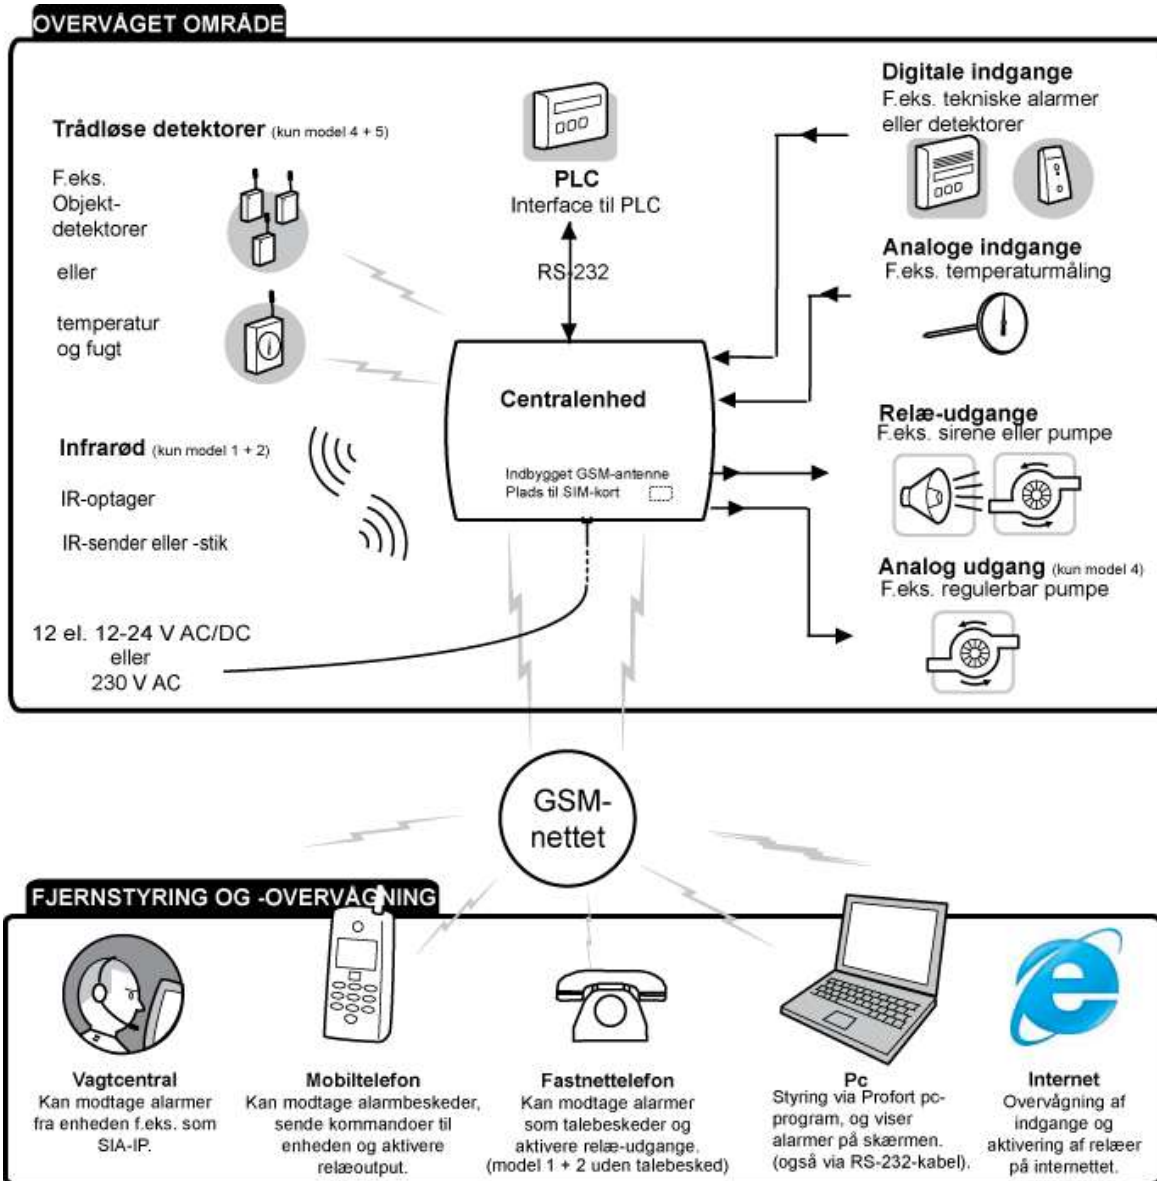 OVERVÅGET OMRÅDE
Trådløse detektorer (kun model 4 + 5)
F.eks.
Objekt-
detektorer
eller
temperatur
og fugt
Infrarød (kun model 1 + 2)
IR-optager
IR-sender eller -stik
12 el. 12-24 V AC/DC
eller
230 V AC
PLC
Interface til PLC
RS-232
Centralenhed
Indbygget GSM-antenne
Plads til SIM-kort
Digitale indgange
F.eks. tekniske alarmer
eller detektorer
Analoge indgange
F.eks. temperaturmåling
Relæ-udgange
F.eks. sirene eller pumpe
Analog udgang (kun model 4)
F.eks. regulerbar pumpe
GSM-
nettet
FJERNSTYRING OG -OVERVÅGNING
Vagtcentral
Kan modtage alarmer
fra enheden f.eks. som
SIA-IP.
Mobiltelefon
Kan modtage alarmbeskeder,
sende kommandoer til
enheden og aktivere
relæoutput.
Fastnettelefon
Kan modtage alarmer
som talebeskeder og
aktivere relæ-udgange.
(model 1 + 2 uden talebesked)
Pc
Styring via Profort pc-
program, og viser
alarmer på skærmen.
(også via RS-232-kabel).
Internet
Overvågning af
indgange og
aktivering af relæer
på internettet.